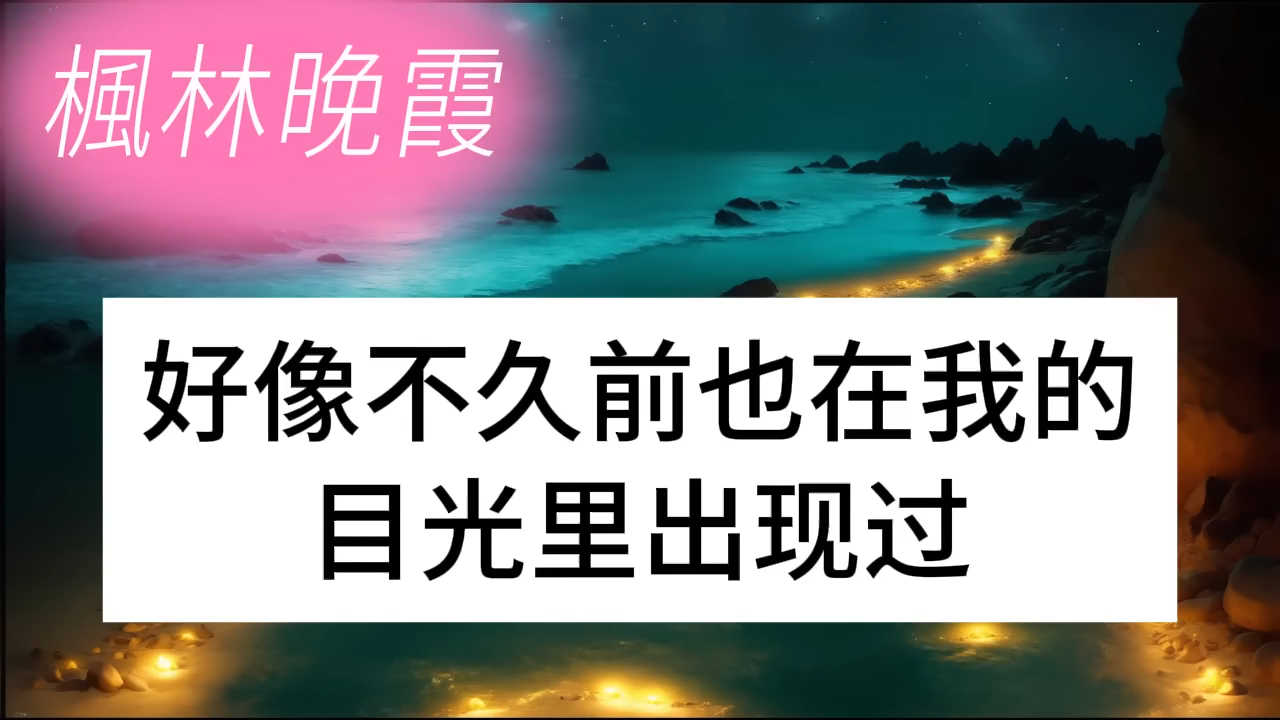 楓林晚霞
好像不久前也在我的
目光里出现过